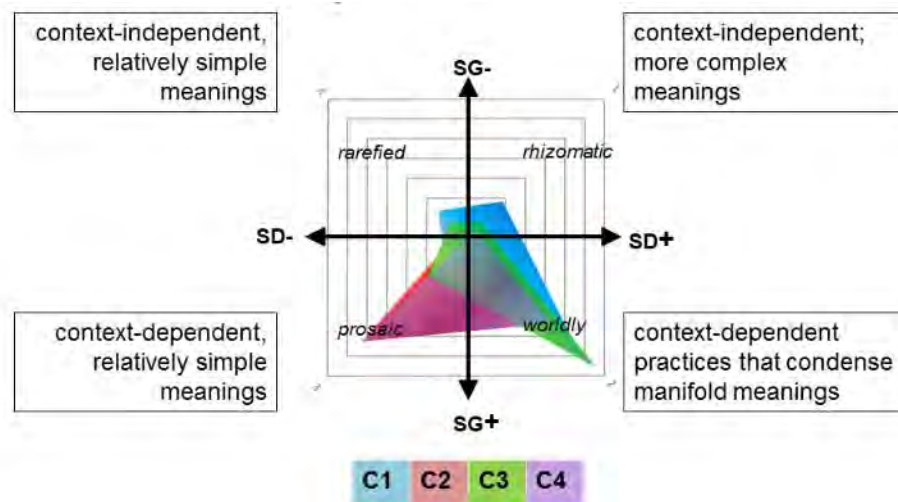 context-independent,
relatively simple
meanings
context-independent;
more complex
meanings
SG-
rarefied
rhizomatic
SD-
SD+
prosaic
worldly
context-dependent,
relatively simple
meanings
context-dependent
practices that condense
manifold meanings
SG+
C1 C2 C3 C4